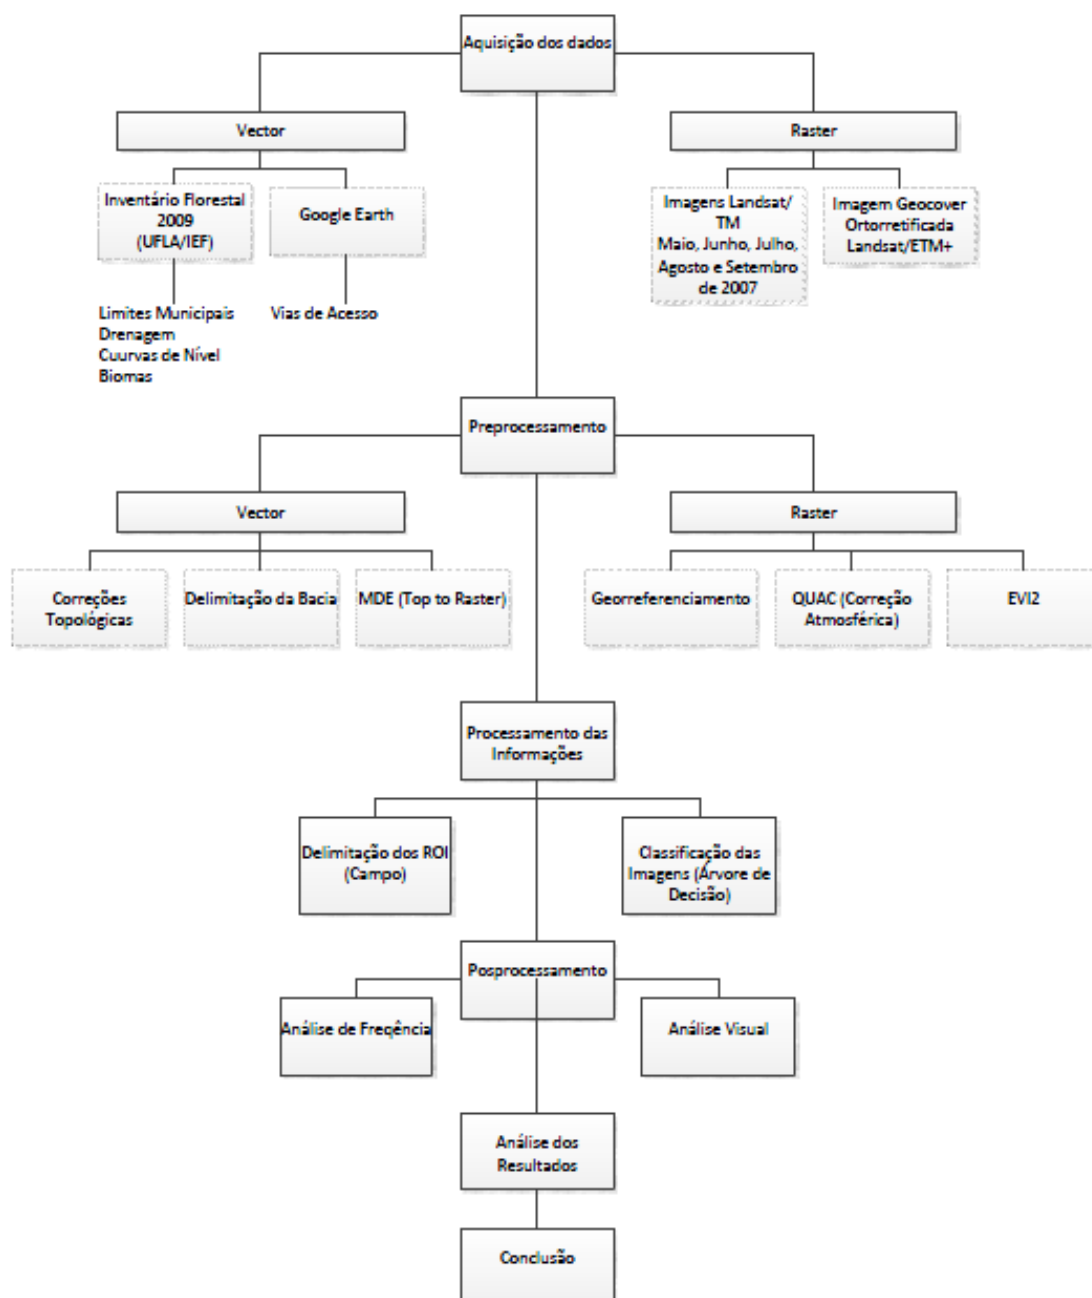 Aquisição dos dados
Vector
Raster
Inventário Florestal
2009
(UFLA/IEF)
Google Earth
Imagens Landsat/
TM
Maio, Junho, Julho,
Agosto e Setembro
de 2007
Imagem Geocover
Ortorretificada
Landsat/ETM+
Limites Municipais
Drenagem
Cuurvas de Nível
Biomas
Vias de Acesso
Preprocessamento
Vector
Raster
Correções
Topológicas
Delimitação da Bacia
MDE (Top to Raster)
Georreferenciamento
QUAC (Correção
Atmosférica)
EVI2
Processamento das
Informações
Delimitação dos ROI
(Campo)
Classificação das
Imagens (Árvore de
Decisão)
Posprocessamento
Análise de Freqência
Análise Visual
Análise dos
Resultados
Conclusão